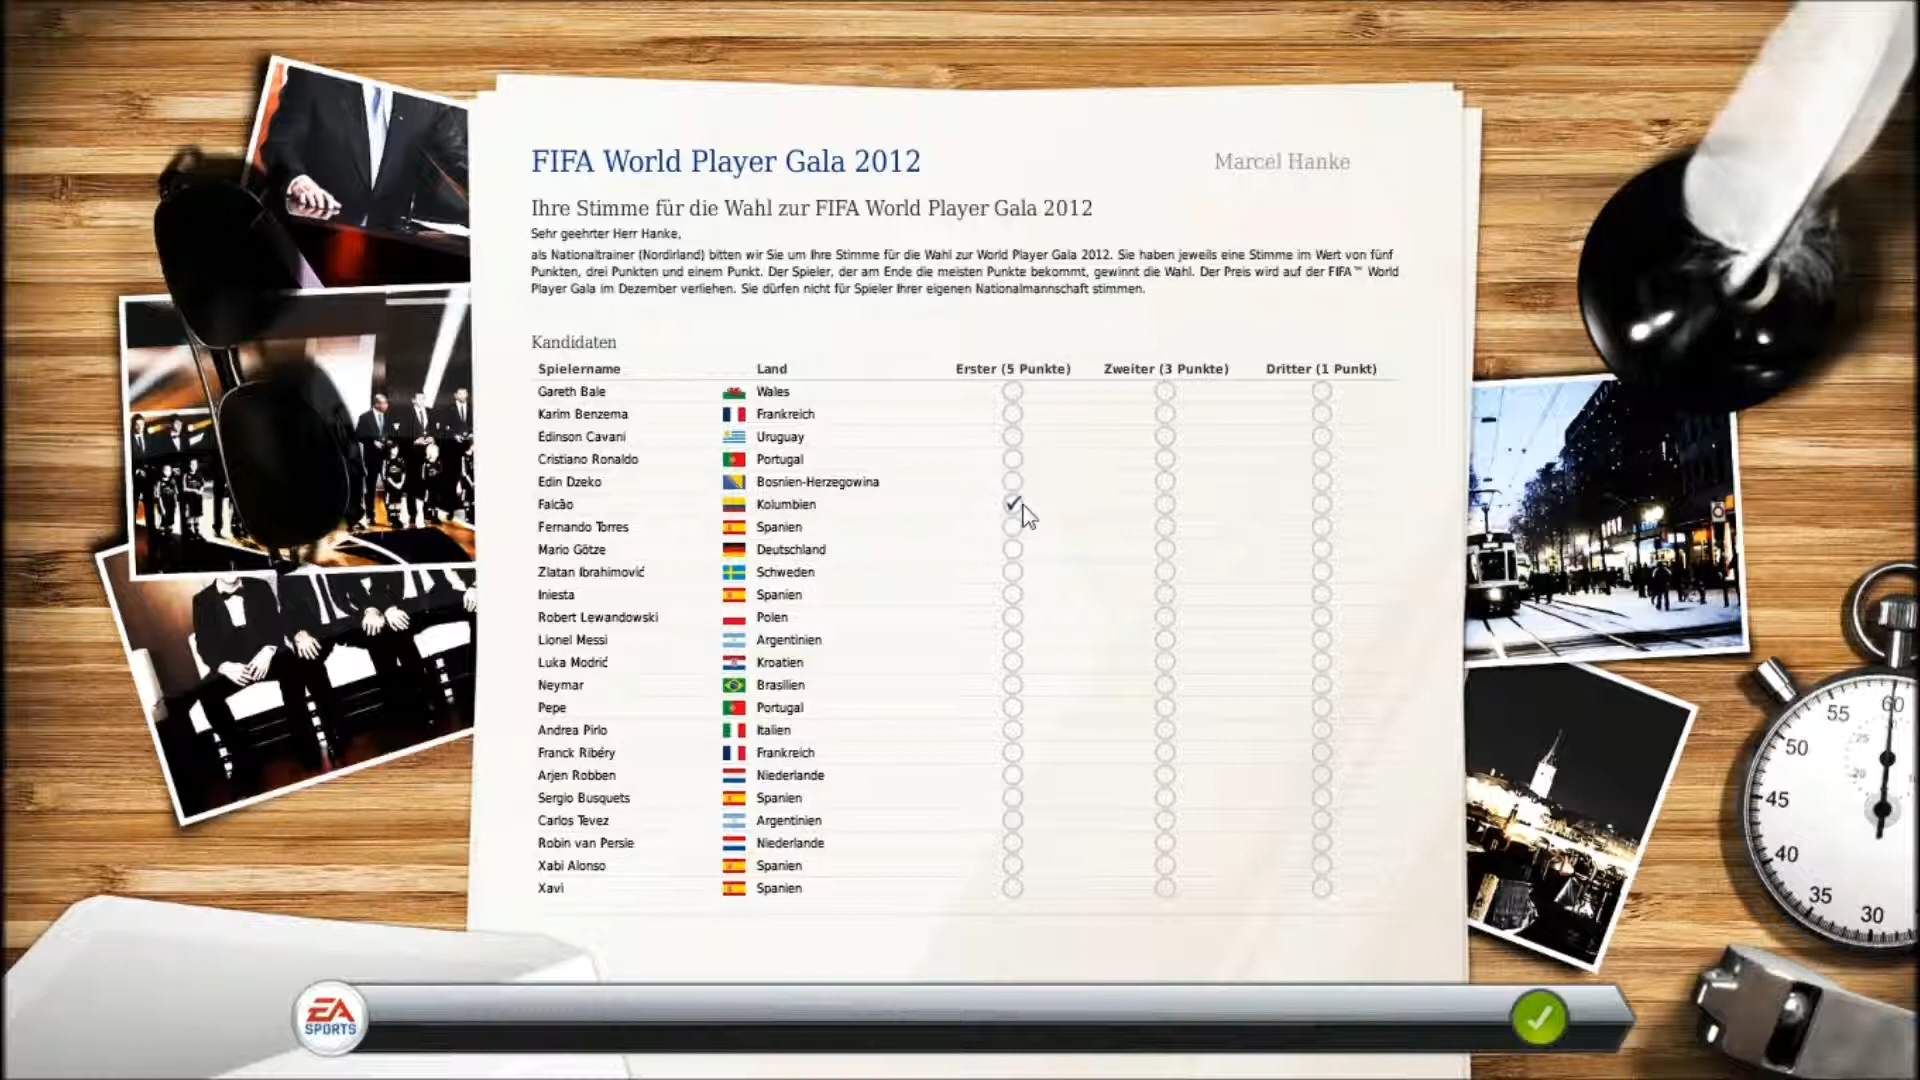 FIFA World Player Gala 2012
Marcel Hanke
Ihre Stimme für die Wahl zur FIFA World Player Gala 2012
Sehr geehrter Herr Hanke,
als Nationaltrainer (Nordirland) bitten wir Sie um Ihre Stimme für die Wahl zur World Player Gala 2012. Sie haben jeweils eine Stimme im Wert von fünf
Punkten, drei Punkten und einem Punkt. Der Spieler, der am Ende die meisten Punkte bekommt, gewinnt die Wahl. Der Preis wird auf der FIFA™ World
Player Gala im Dezember verliehen. Sie dürfen nicht für Spieler Ihrer eigenen Nationalmannschaft stimmen.
Kandidaten
Spielername Land Erster (5 Punkte) Zweiter (3 Punkte) Dritter (1 Punkt)
Gareth Bale Wales
Karim Benzema Frankreich
Edinson Cavani Uruguay
Cristiano Ronaldo Portugal
Edin Dzeko Bosnien-Herzegowina
Falcão Kolumbien
Fernando Torres Spanien
Mario Götze Deutschland
Zlatan Ibrahimović Schweden
Iniesta Spanien
Robert Lewandowski Polen
Lionel Messi Argentinien
Luka Modrić Kroatien
Neymar Brasilien
Pepe Portugal
Andrea Pirlo Italien
Franck Ribéry Frankreich
Arjen Robben Niederlande
Sergio Busquets Spanien
Carlos Tevez Argentinien
Robin van Persie Niederlande
Xabi Alonso Spanien
Xavi Spanien
60
55
50
45
40
35
30
25
20
EA
SPORTS